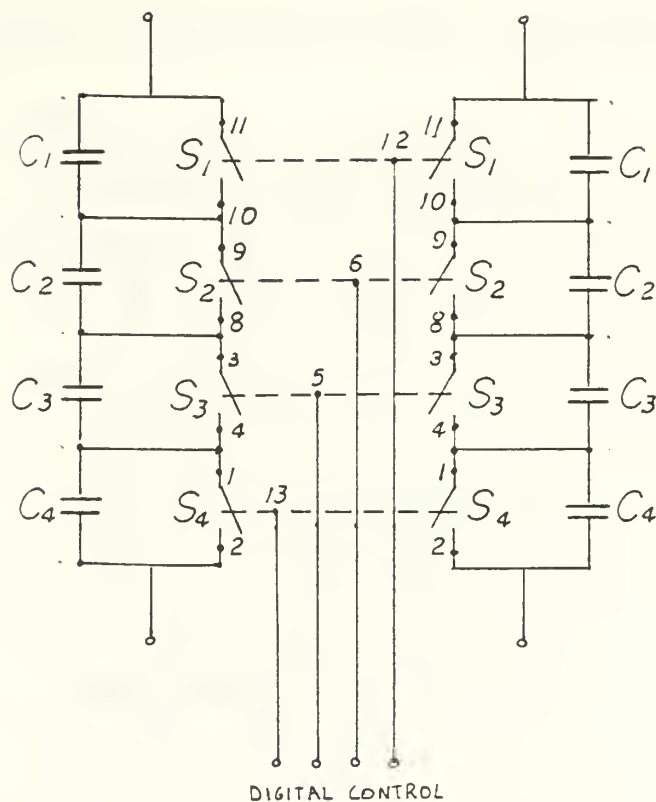 11 12 11
C1 S1 S1 C1
10 10
9 6 9
C2 S2 S2 C2
8 8
3 5 3
C3 S3 S3 C3
4 4
1 13 1
C4 S4 S4 C4
2 2
DIGITAL CONTROL